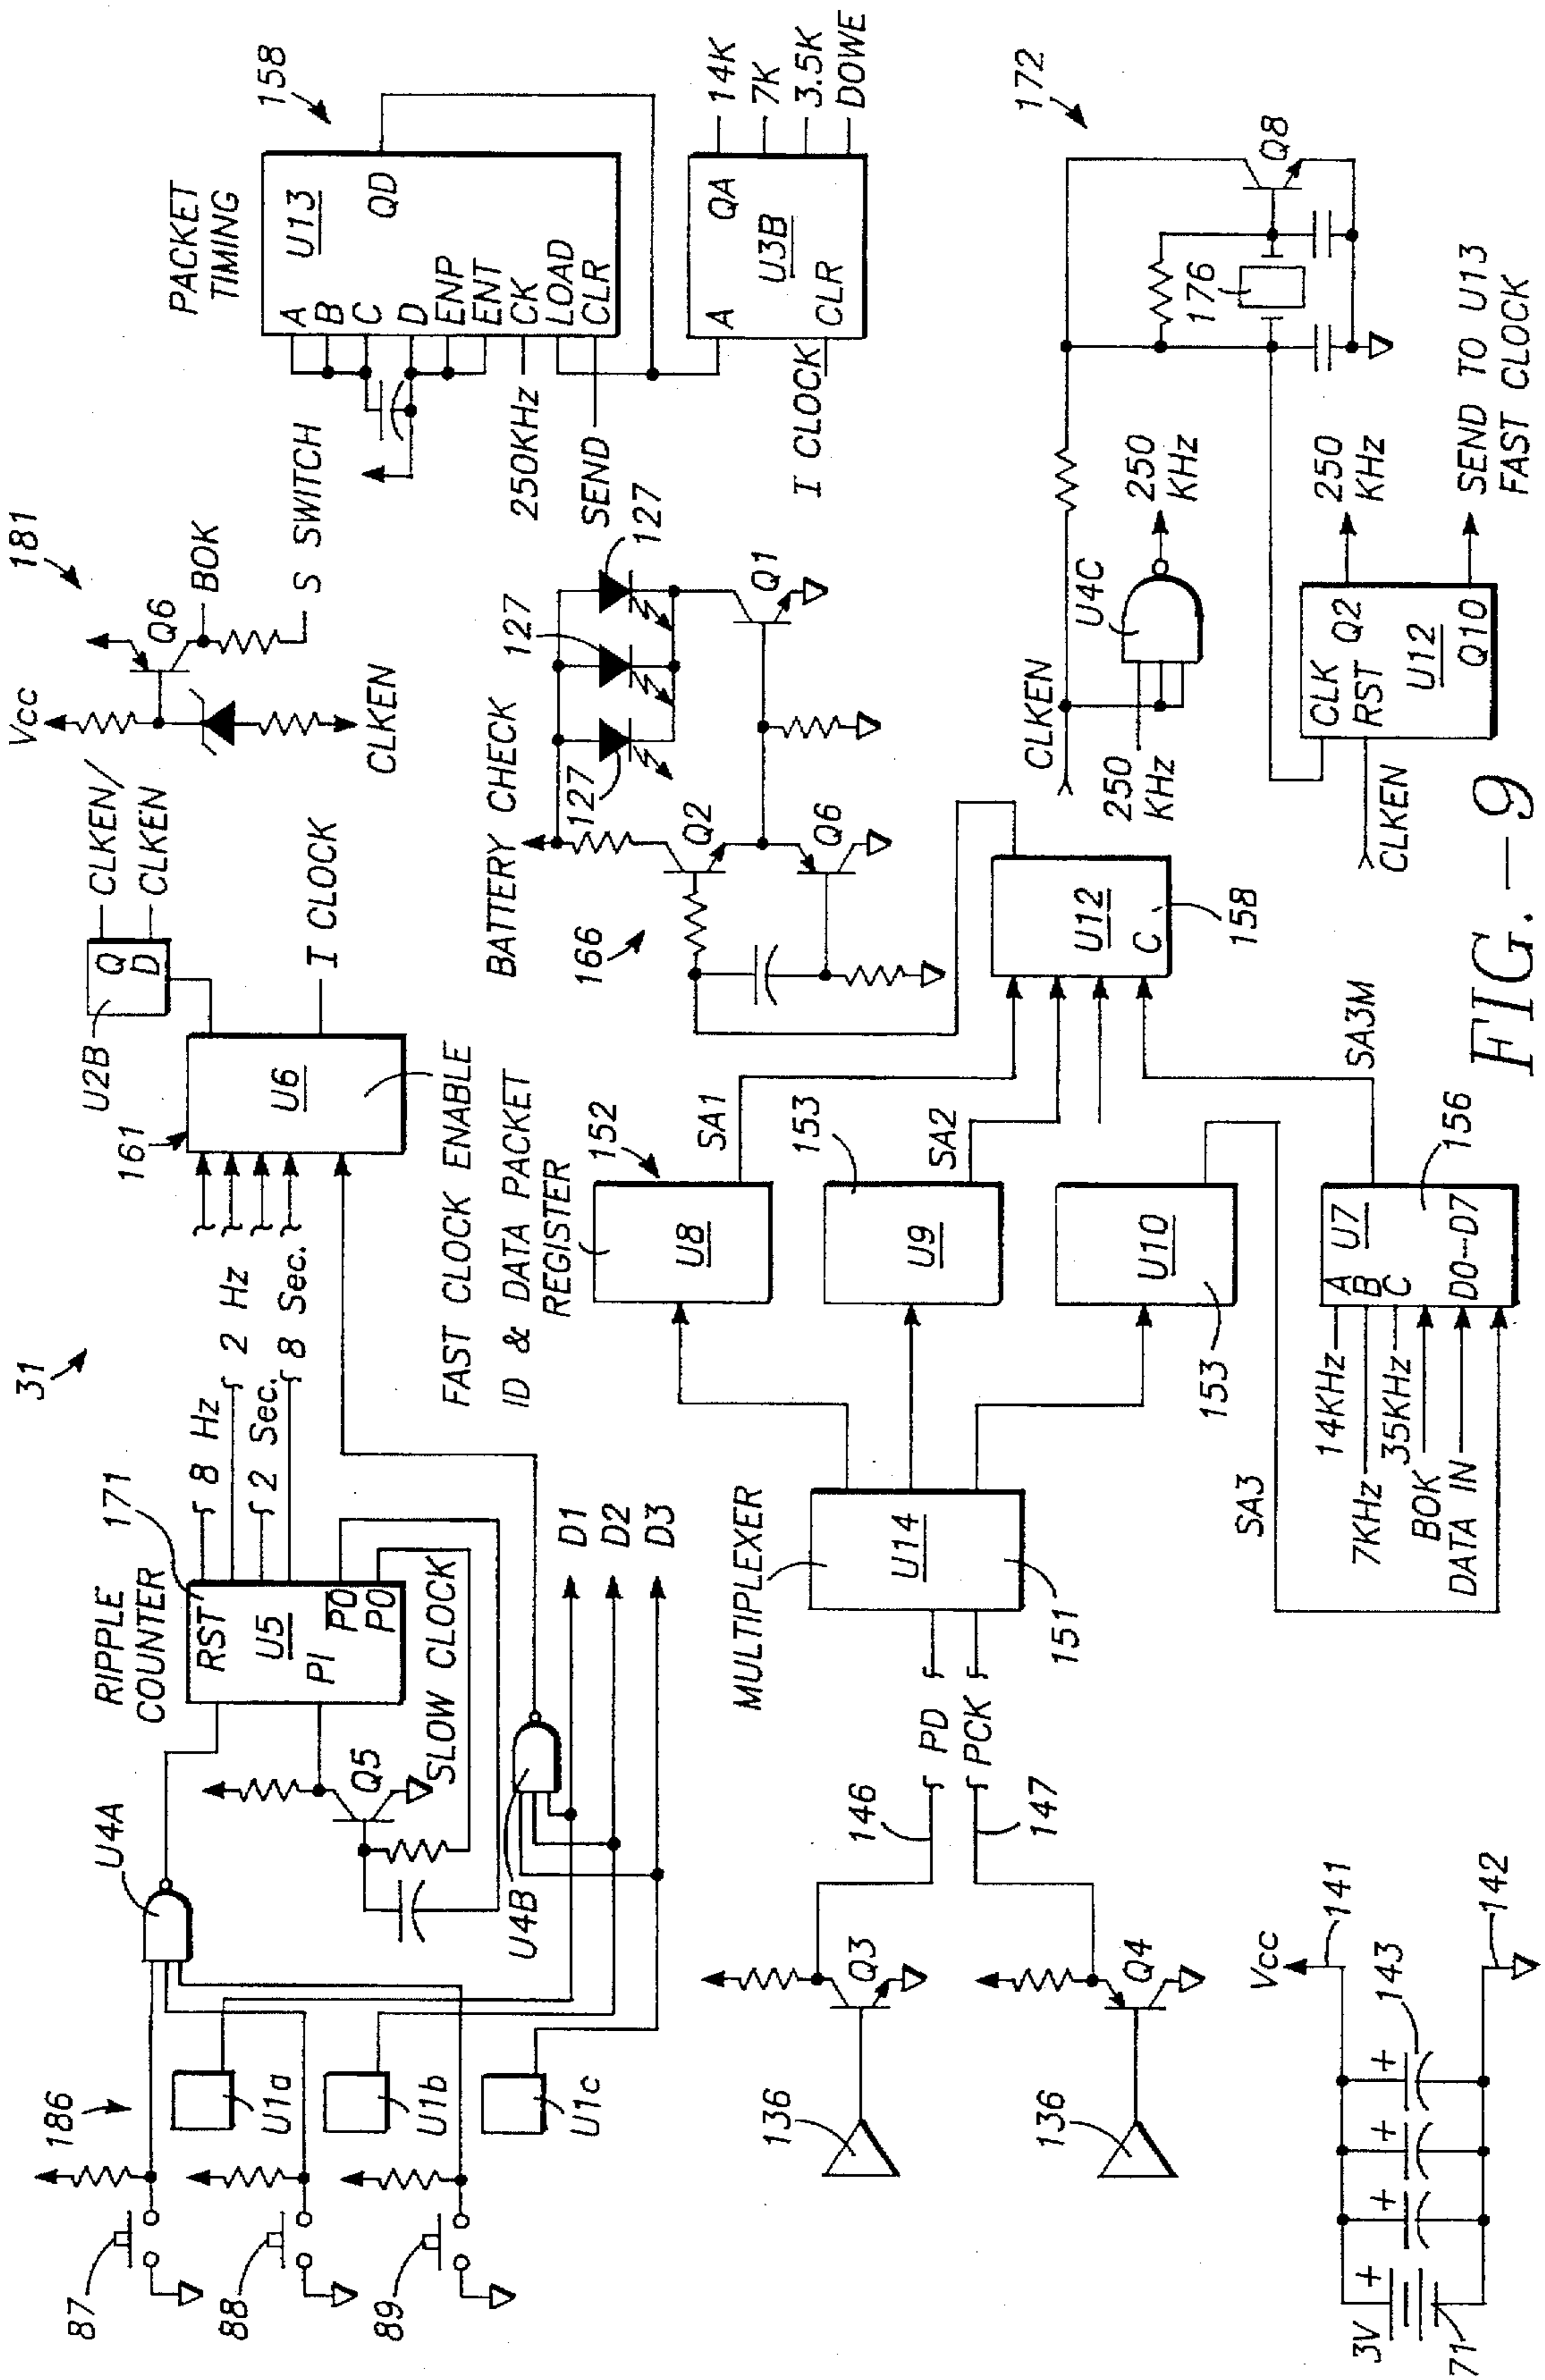 31
186
87
88
89
U4A
U1a
U1b
U1c
RIPPLE
COUNTER
171
RST'
U5
PI
PO
PO
Q5
SLOW CLOCK
U4B
8 Hz
2 Hz
2 Sec.
8 Sec.
D1
D2
D3
161
U6
U2B
Q
D
CLKEN/
CLKEN
I CLOCK
FAST CLOCK ENABLE
Vcc
181
Q6
BOK
S SWITCH
CLKEN
PACKET
TIMING
158
U13
A
B
C
D
ENP
ENT
CK
LOAD
CLR
QD
250KHz
SEND
A
QA
U3B
CLR
I CLOCK
14K
7K
3.5K
DOWE
BATTERY CHECK
166
127
127
127
Q2
Q6
Q1
ID & DATA PACKET
REGISTER
152
U8
SA1
153
U9
SA2
U10
153
SA3
MULTIPLEXER
U14
151
PD
PCK
146
147
136
Q3
136
Q4
U12
C
158
14KHz
7KHz
35KHz
BOK
DATA IN
A
B
C
U7
D0--D7
156
SA3M
172
CLKEN
250
KHz
U4C
250
KHz
176
Q8
CLK
RST
Q2
U12
Q10
CLKEN
250
KHz
SEND TO U13
FAST CLOCK
3V
+
+
+
+
71
143
Vcc
141
142
FIG.—9